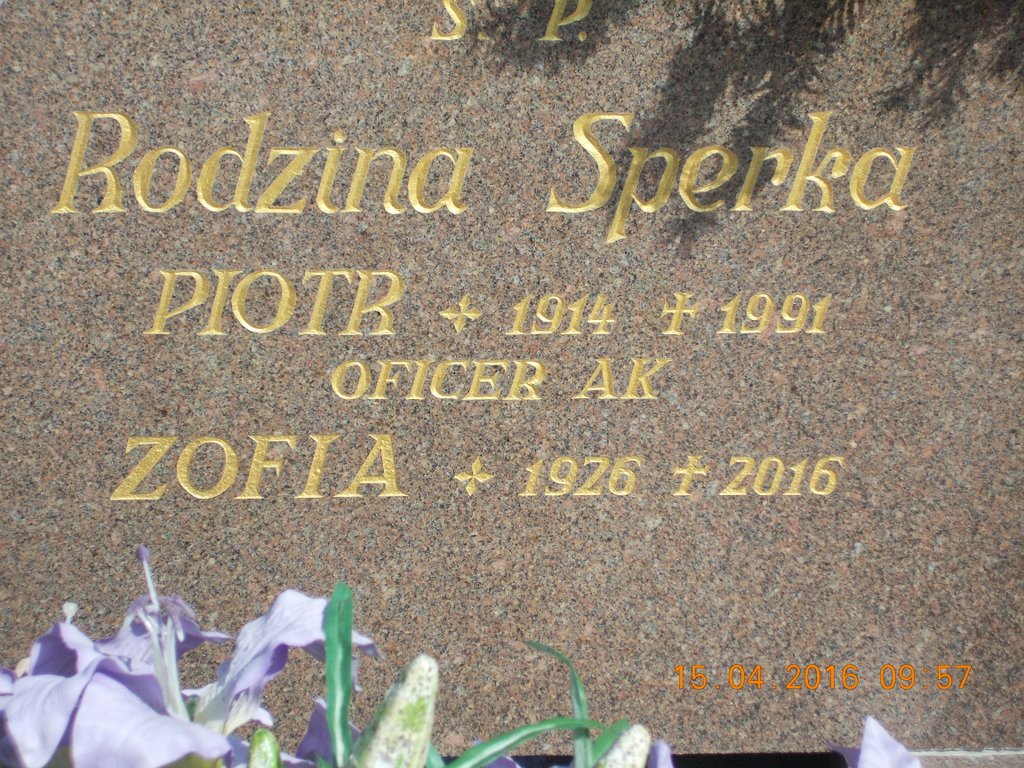 S. P.
Rodzina Sperka
PIOTR 1914 1991
OFICER AK
ZOFIA 1926 2016
15.04.2016 09:57